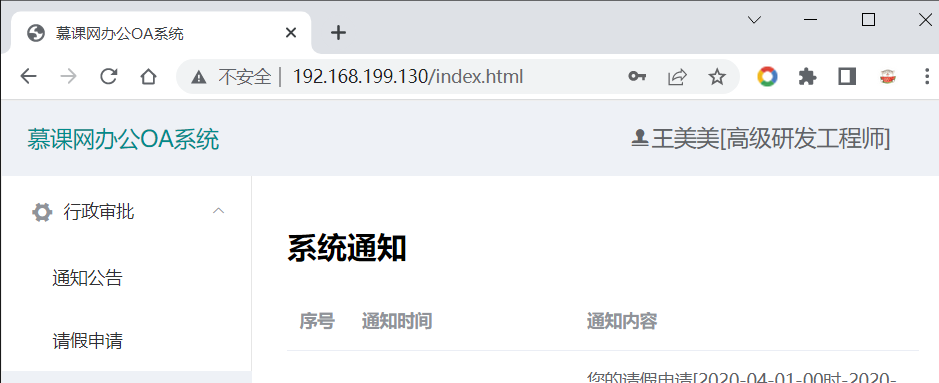 慕课网办公OA系统
不安全 | 192.168.199.130/index.html
慕课网办公OA系统
王美美[高级研发工程师]
行政审批
通知公告
请假申请
系统通知
序号 通知时间 通知内容
您的请假申请[2020-04-01-00时-2020-